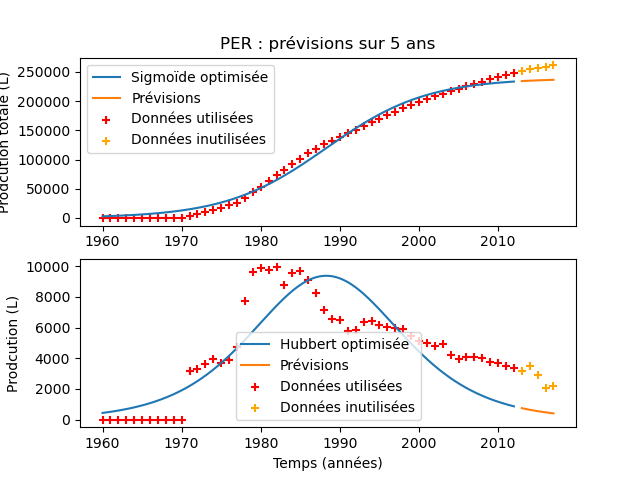 PER : prévisions sur 5 ans
Prodcution totale (L)
250000
200000
150000
100000
50000
0
Sigmoïde optimisée
Prévisions
Données utilisées
Données inutilisées
1960
1970
1980
1990
2000
2010
Prodcution (L)
10000
8000
6000
4000
2000
0
Hubbert optimisée
Prévisions
Données utilisées
Données inutilisées
1960
1970
1980
1990
2000
2010
Temps (années)